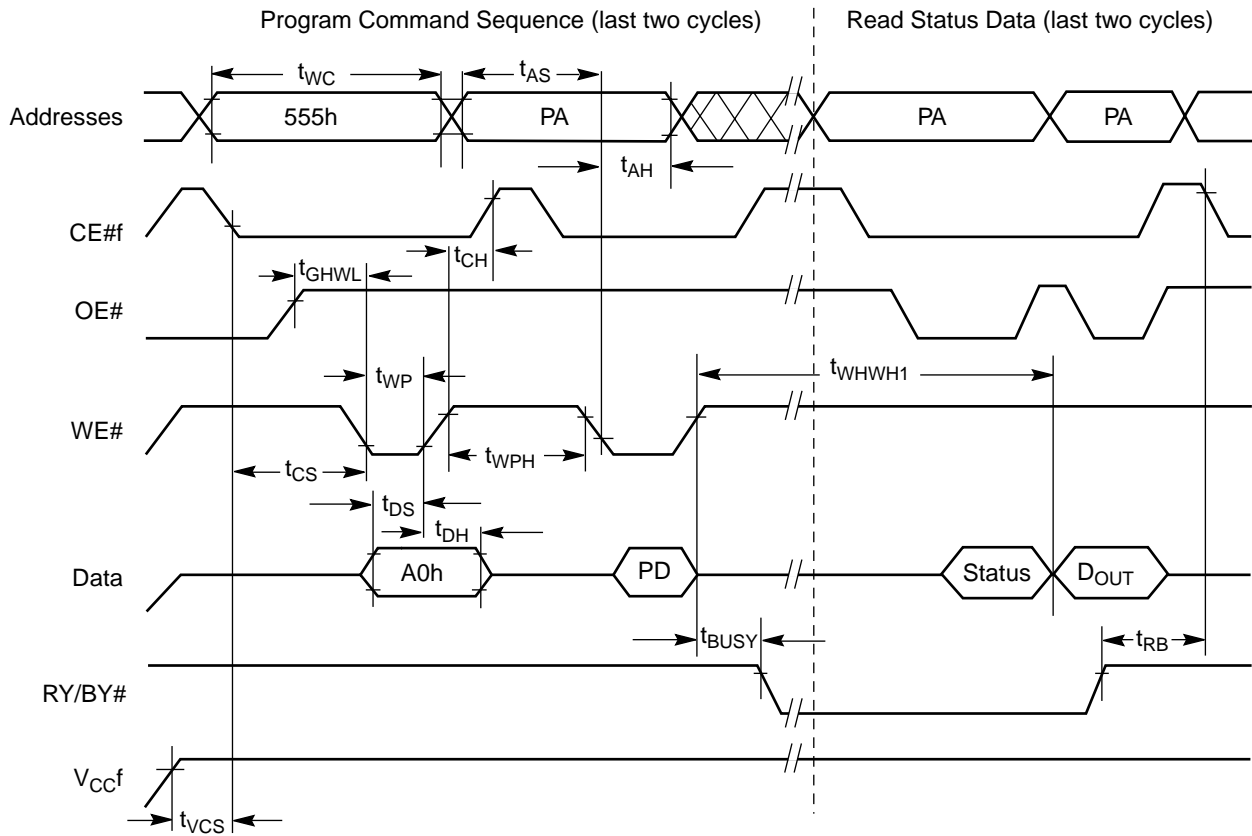 Program Command Sequence (last two cycles) Read Status Data (last two cycles)
tWC tAS
Addresses 555h PA PA PA
tAH
CE#f
tCH
tGHWL
OE#
tWP tWHWH1
WE#
tCS tWPH
tDS
tDH
Data A0h PD Status DOUT
tBUSY tRB
RY/BY#
VCCf
tVCS